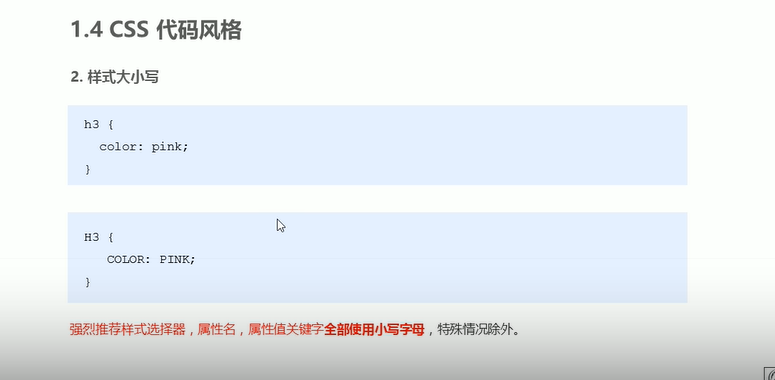 1.4 CSS 代码风格
2. 样式大小写
h3 {
color: pink;
}
H3 {
COLOR: PINK;
}
强烈推荐样式选择器，属性名，属性值关键字全部使用小写字母，特殊情况除外。